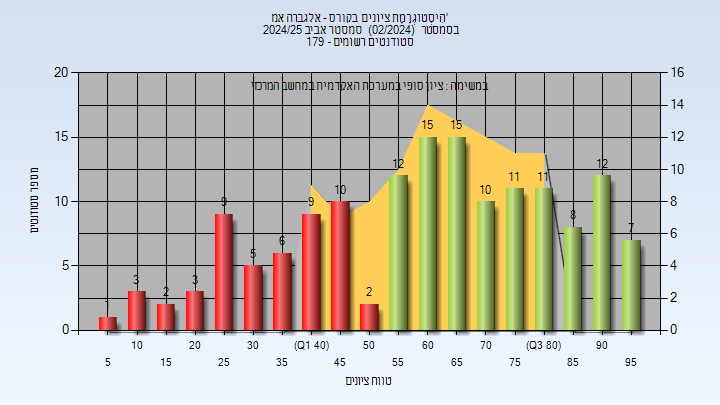 היסטוגרמת ציונים בקורס - אלגברה אמ'
בסמסטר (02/2024) סמסטר אביב 2024/25
סטודנטים רשומים - 179
במשימה : ציון סופי במערכת האקדמית במחשב המרכזי
מספר סטודנטים
20 15 10 5 0
16 14 12 10 8 6 4 2 0
1 3 2 3 9 5 6 9 10 2 12 15 15 10 11 11 8 12 7
10 20 30 (Q1 40) 50 60 70 (Q3 80) 90
5 15 25 35 45 55 65 75 85 95
טווח ציונים